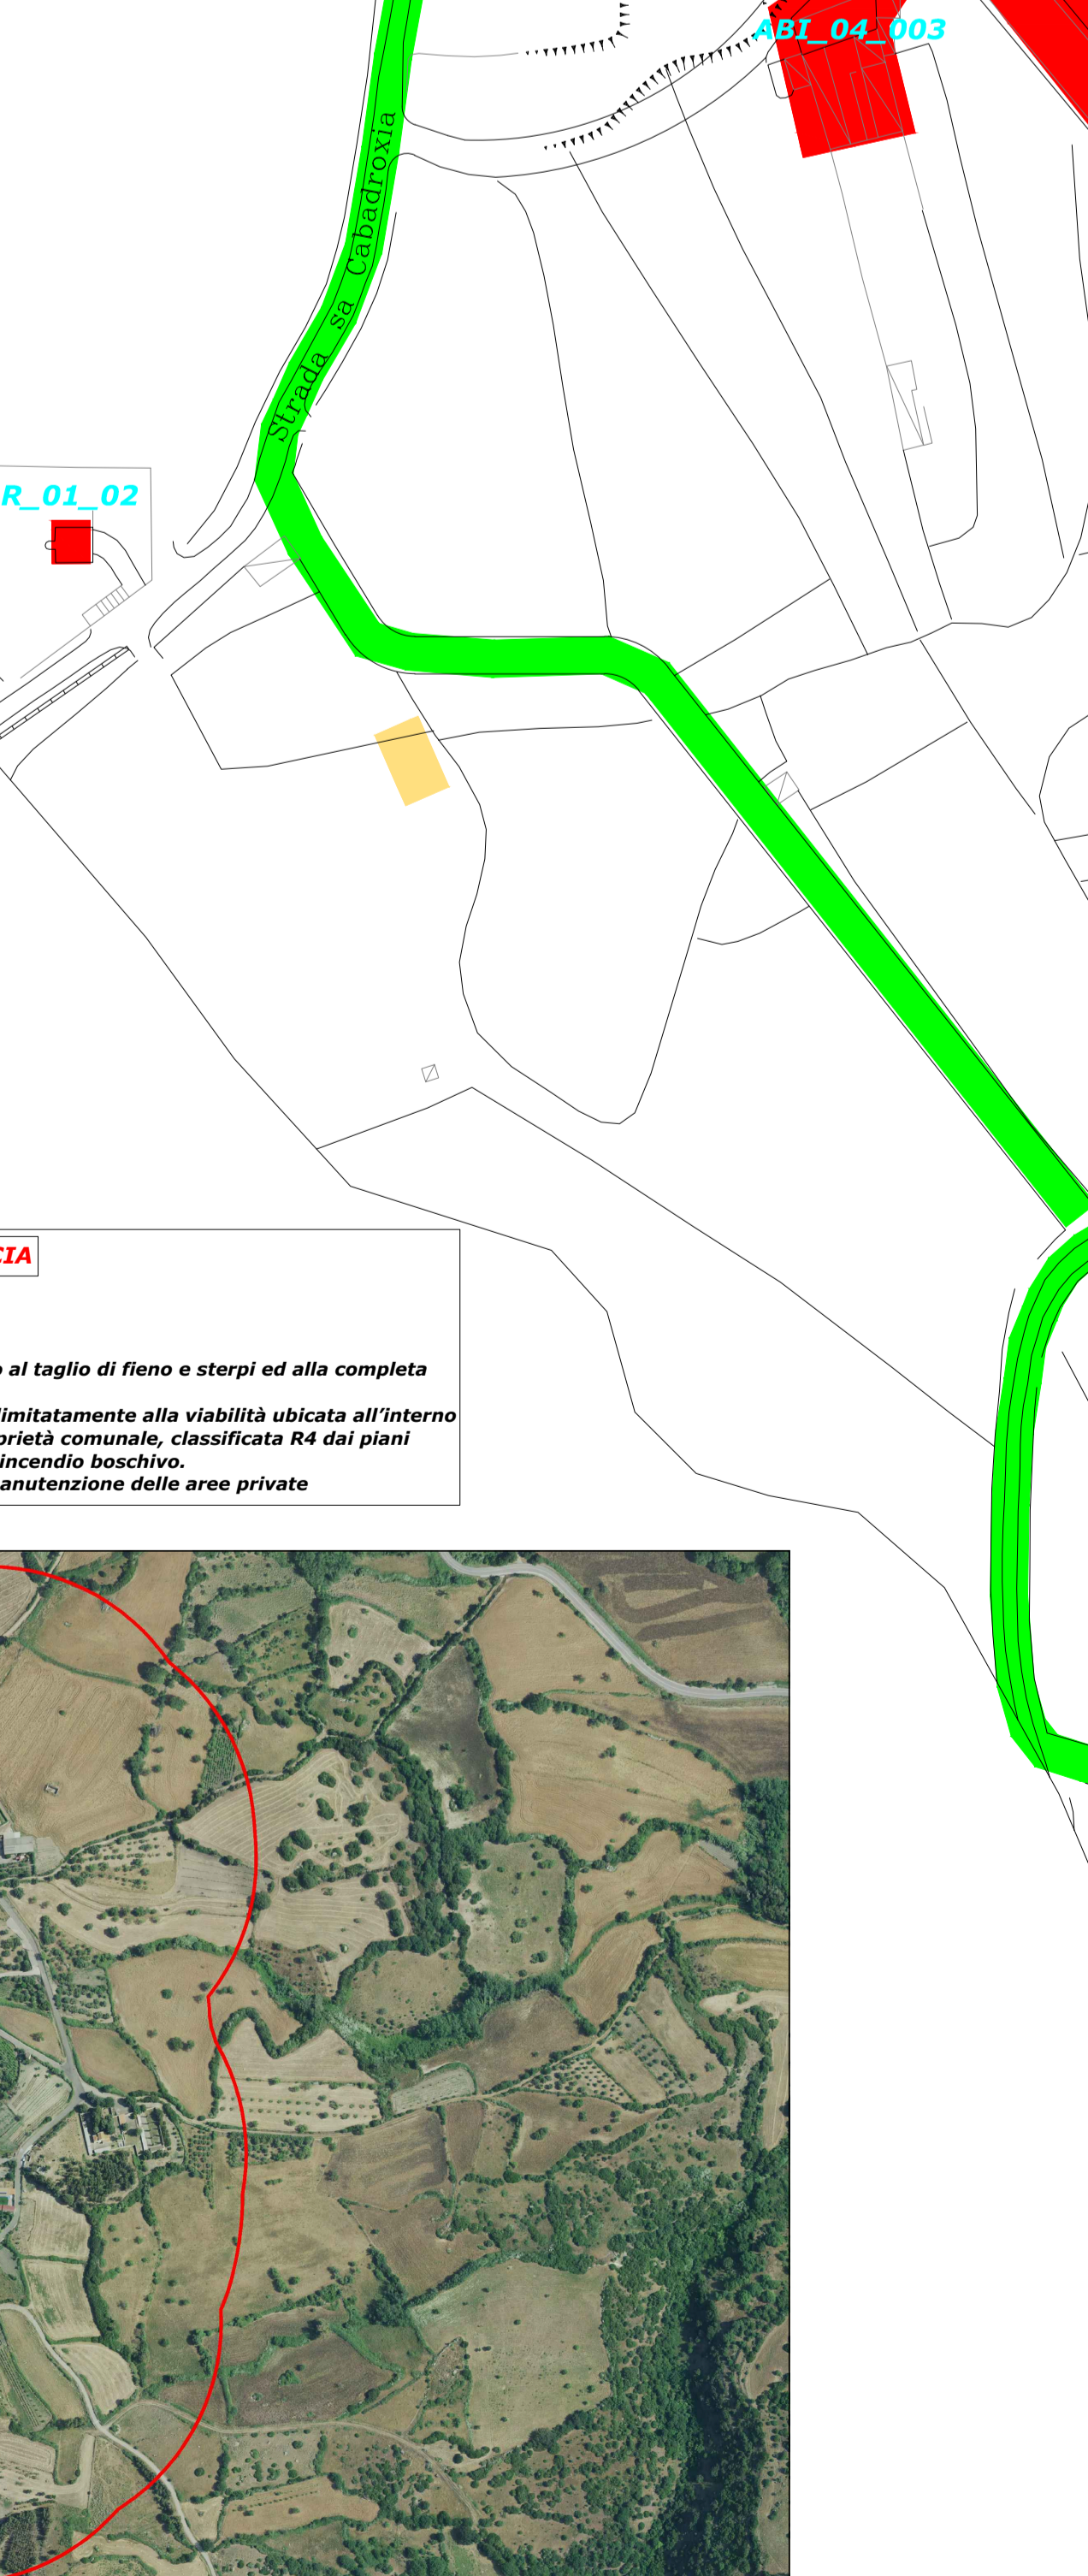 ABI_04_003
Strada sa Cabadroxia
R_01_02
CIA
o al taglio di fieno e sterpi ed alla completa
limitatamente alla viabilità ubicata all'interno
prietà comunale, classificata R4 dai piani
incendio boschivo.
anutenzione delle aree private